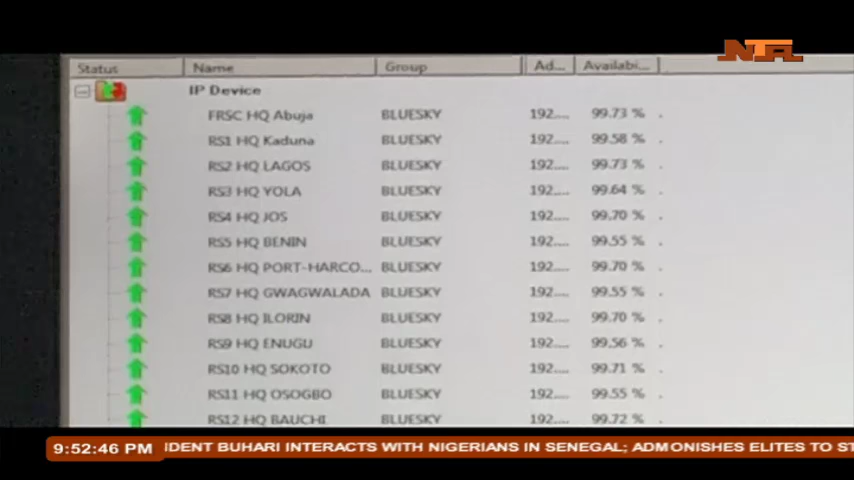 NTA
Status Name Group Ad... Availabi...
IP Device
FRSC HQ Abuja BLUESKY 192.... 99.73 % .
RS1 HQ Kaduna BLUESKY 192.... 99.58 % .
RS2 HQ LAGOS BLUESKY 192.... 99.73 % .
RS3 HQ YOLA BLUESKY 192.... 99.64 % .
RS4 HQ JOS BLUESKY 192.... 99.70 % .
RS5 HQ BENIN BLUESKY 192.... 99.55 % .
RS6 HQ PORT-HARCO... BLUESKY 192.... 99.70 % .
RS7 HQ GWAGWALADA BLUESKY 192.... 99.55 % .
RS8 HQ ILORIN BLUESKY 192.... 99.70 % .
RS9 HQ ENUGU BLUESKY 192.... 99.56 % .
RS10 HQ SOKOTO BLUESKY 192.... 99.71 % .
RS11 HQ OSOGBO BLUESKY 192.... 99.55 % .
RS12 HQ BAUCHI BLUESKY 192.... 99.72 % .
9:52:46 PM IDENT BUHARI INTERACTS WITH NIGERIANS IN SENEGAL; ADMONISHES ELITES TO ST